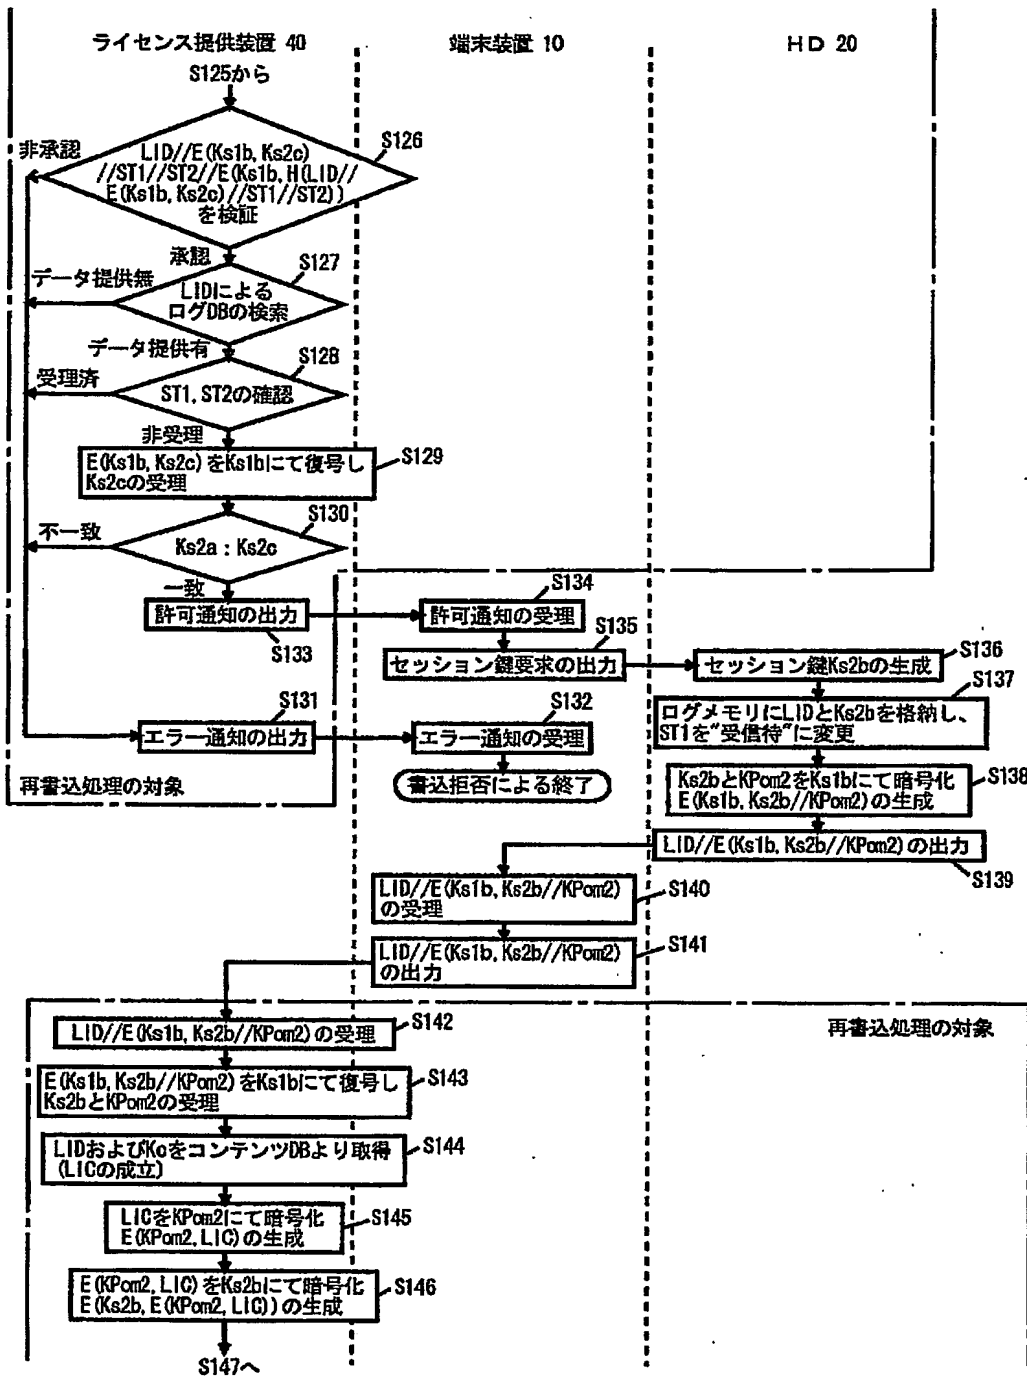 ライセンス提供装置 40
端末装置 10
HD 20
S125から
非承認
LID//E(Ks1b, Ks2c)
//ST1//ST2//E(Ks1b, H(LID//
E(Ks1b, Ks2c)//ST1//ST2))
を検証
S126
承認
データ提供無
LIDによる
ログDBの検索
S127
データ提供有
受理済
ST1, ST2の確認
S128
非受理
E(Ks1b, Ks2c)をKs1bにて復号し
Ks2cの受理
S129
不一致
Ks2a : Ks2c
S130
一致
許可通知の出力
S133
許可通知の受理
S134
セッション鍵要求の出力
S135
セッション鍵Ks2bの生成
S136
ログメモリにLIDとKs2bを格納し、
ST1を"受信待"に変更
S137
エラー通知の出力
S131
エラー通知の受理
S132
書込拒否による終了
再書込処理の対象
Ks2bとKPom2をKs1bにて暗号化
E(Ks1b, Ks2b//KPom2)の生成
S138
LID//E(Ks1b, Ks2b//KPom2)の出力
S139
LID//E(Ks1b, Ks2b//KPom2)
の受理
S140
LID//E(Ks1b, Ks2b//KPom2)
の出力
S141
再書込処理の対象
LID//E(Ks1b, Ks2b//KPom2)の受理
S142
E(Ks1b, Ks2b//KPom2)をKs1bにて復号し
Ks2bとKPom2の受理
S143
LIDおよびKcをコンテンツDBより取得
(LICの成立)
S144
LICをKPom2にて暗号化
E(KPom2, LIC)の生成
S145
E(KPom2, LIC)をKs2bにて暗号化
E(Ks2b, E(KPom2, LIC))の生成
S146
S147へ